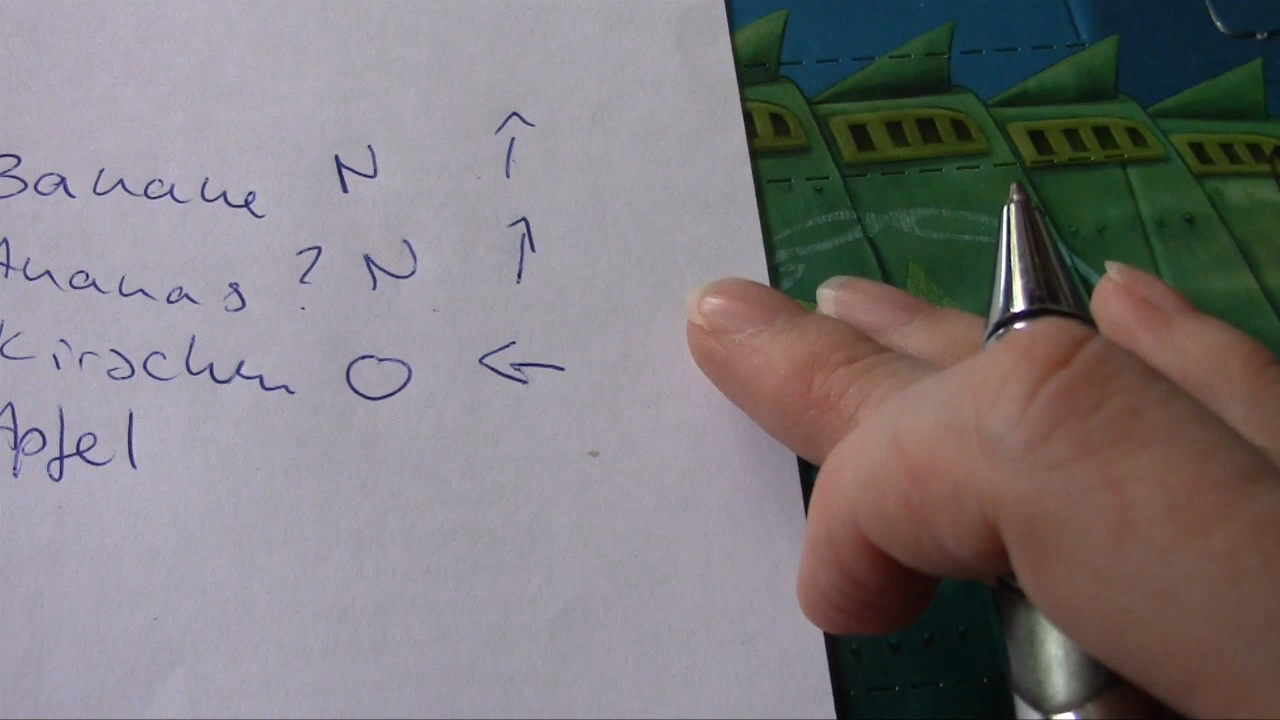 Banane N ↑
Ananas ? N ↑
Kirschen O ←
Apfel